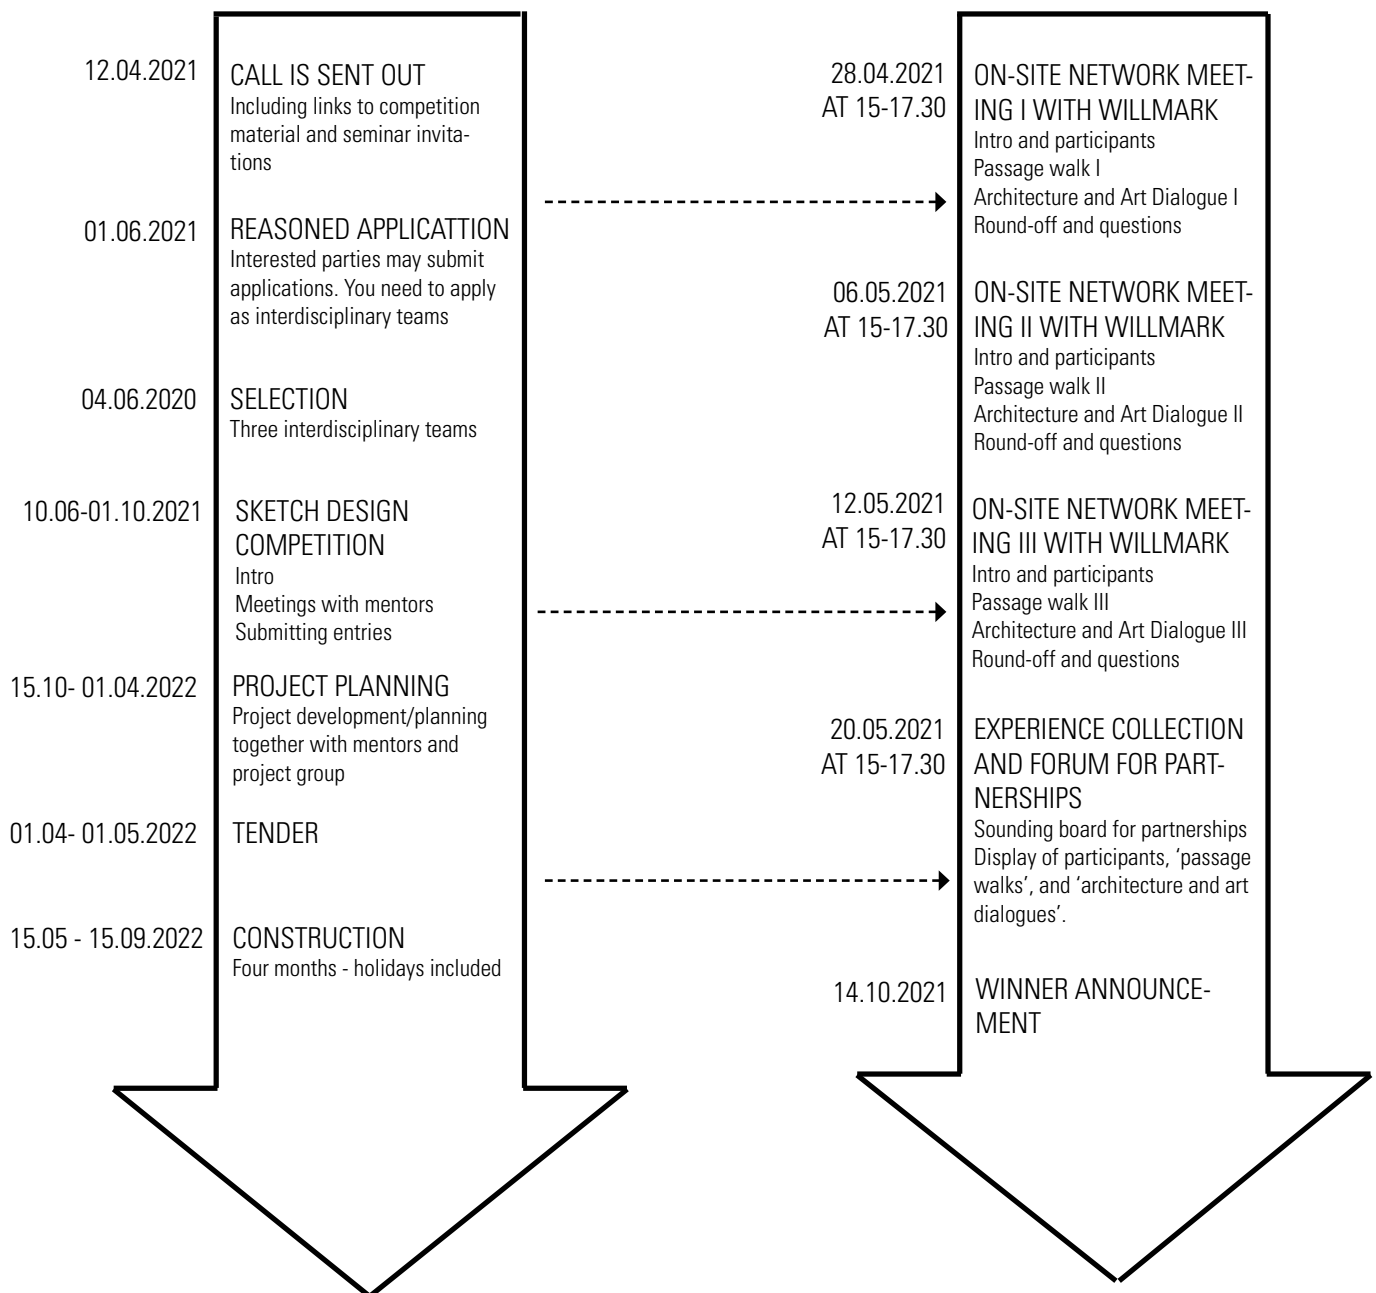 12.04.2021
CALL IS SENT OUT
Including links to competition
material and seminar invita-
tions
01.06.2021
REASONED APPLICATTION
Interested parties may submit
applications. You need to apply
as interdisciplinary teams
04.06.2020
SELECTION
Three interdisciplinary teams
10.06-01.10.2021
SKETCH DESIGN
COMPETITION
Intro
Meetings with mentors
Submitting entries
15.10- 01.04.2022
PROJECT PLANNING
Project development/planning
together with mentors and
project group
01.04- 01.05.2022
TENDER
15.05 - 15.09.2022
CONSTRUCTION
Four months - holidays included
28.04.2021
AT 15-17.30
ON-SITE NETWORK MEET-
ING I WITH WILLMARK
Intro and participants
Passage walk I
Architecture and Art Dialogue I
Round-off and questions
06.05.2021
AT 15-17.30
ON-SITE NETWORK MEET-
ING II WITH WILLMARK
Intro and participants
Passage walk II
Architecture and Art Dialogue II
Round-off and questions
12.05.2021
AT 15-17.30
ON-SITE NETWORK MEET-
ING III WITH WILLMARK
Intro and participants
Passage walk III
Architecture and Art Dialogue III
Round-off and questions
20.05.2021
AT 15-17.30
EXPERIENCE COLLECTION
AND FORUM FOR PART-
NERSHIPS
Sounding board for partnerships
Display of participants, ‘passage
walks’, and ‘architecture and art
dialogues’.
14.10.2021
WINNER ANNOUNCE-
MENT